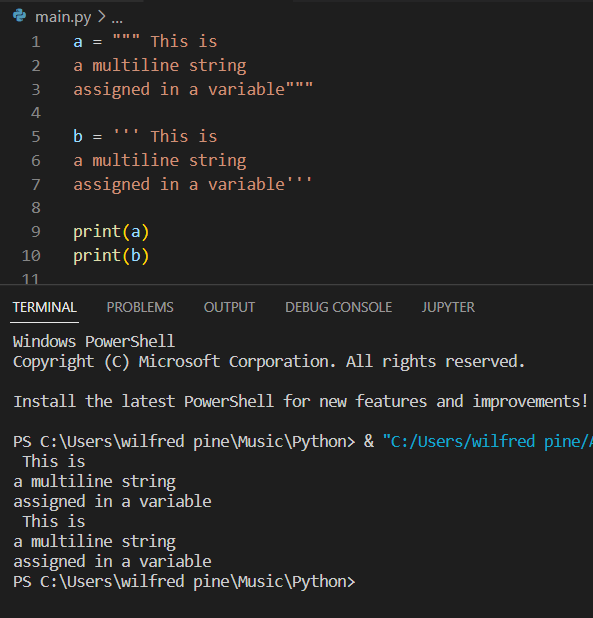 main.py > ...
1 a = """ This is
2 a multiline string
3 assigned in a variable"""
4
5 b = ''' This is
6 a multiline string
7 assigned in a variable'''
8
9 print(a)
10 print(b)
11
TERMINAL PROBLEMS OUTPUT DEBUG CONSOLE JUPYTER
Windows PowerShell
Copyright (C) Microsoft Corporation. All rights reserved.
Install the latest PowerShell for new features and improvements!
PS C:\Users\wilfred pine\Music\Python> & "C:/Users/wilfred pine/
 This is
a multiline string
assigned in a variable
 This is
a multiline string
assigned in a variable
PS C:\Users\wilfred pine\Music\Python>